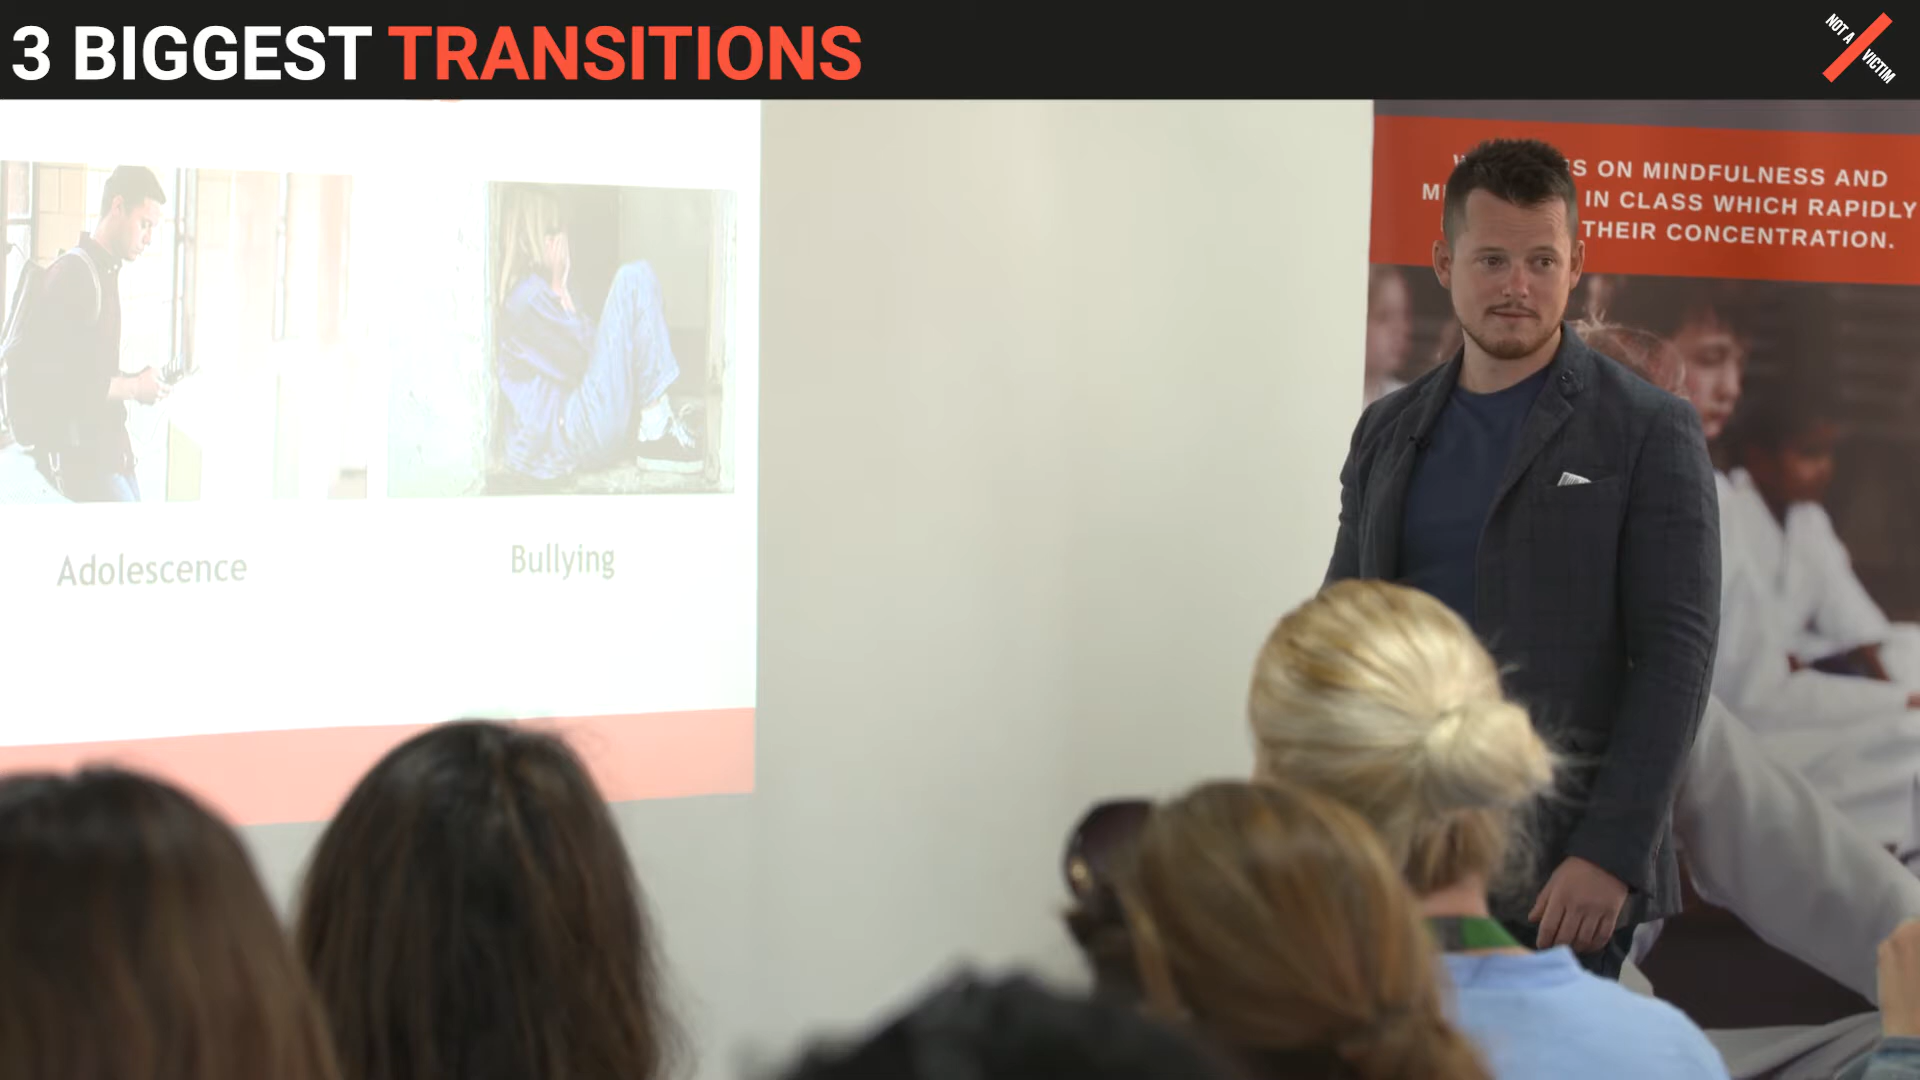 3 BIGGEST TRANSITIONS
NOT A
VICTIM
ON MINDFULNESS AND
IN CLASS WHICH RAPIDLY
THEIR CONCENTRATION.
Adolescence
Bullying